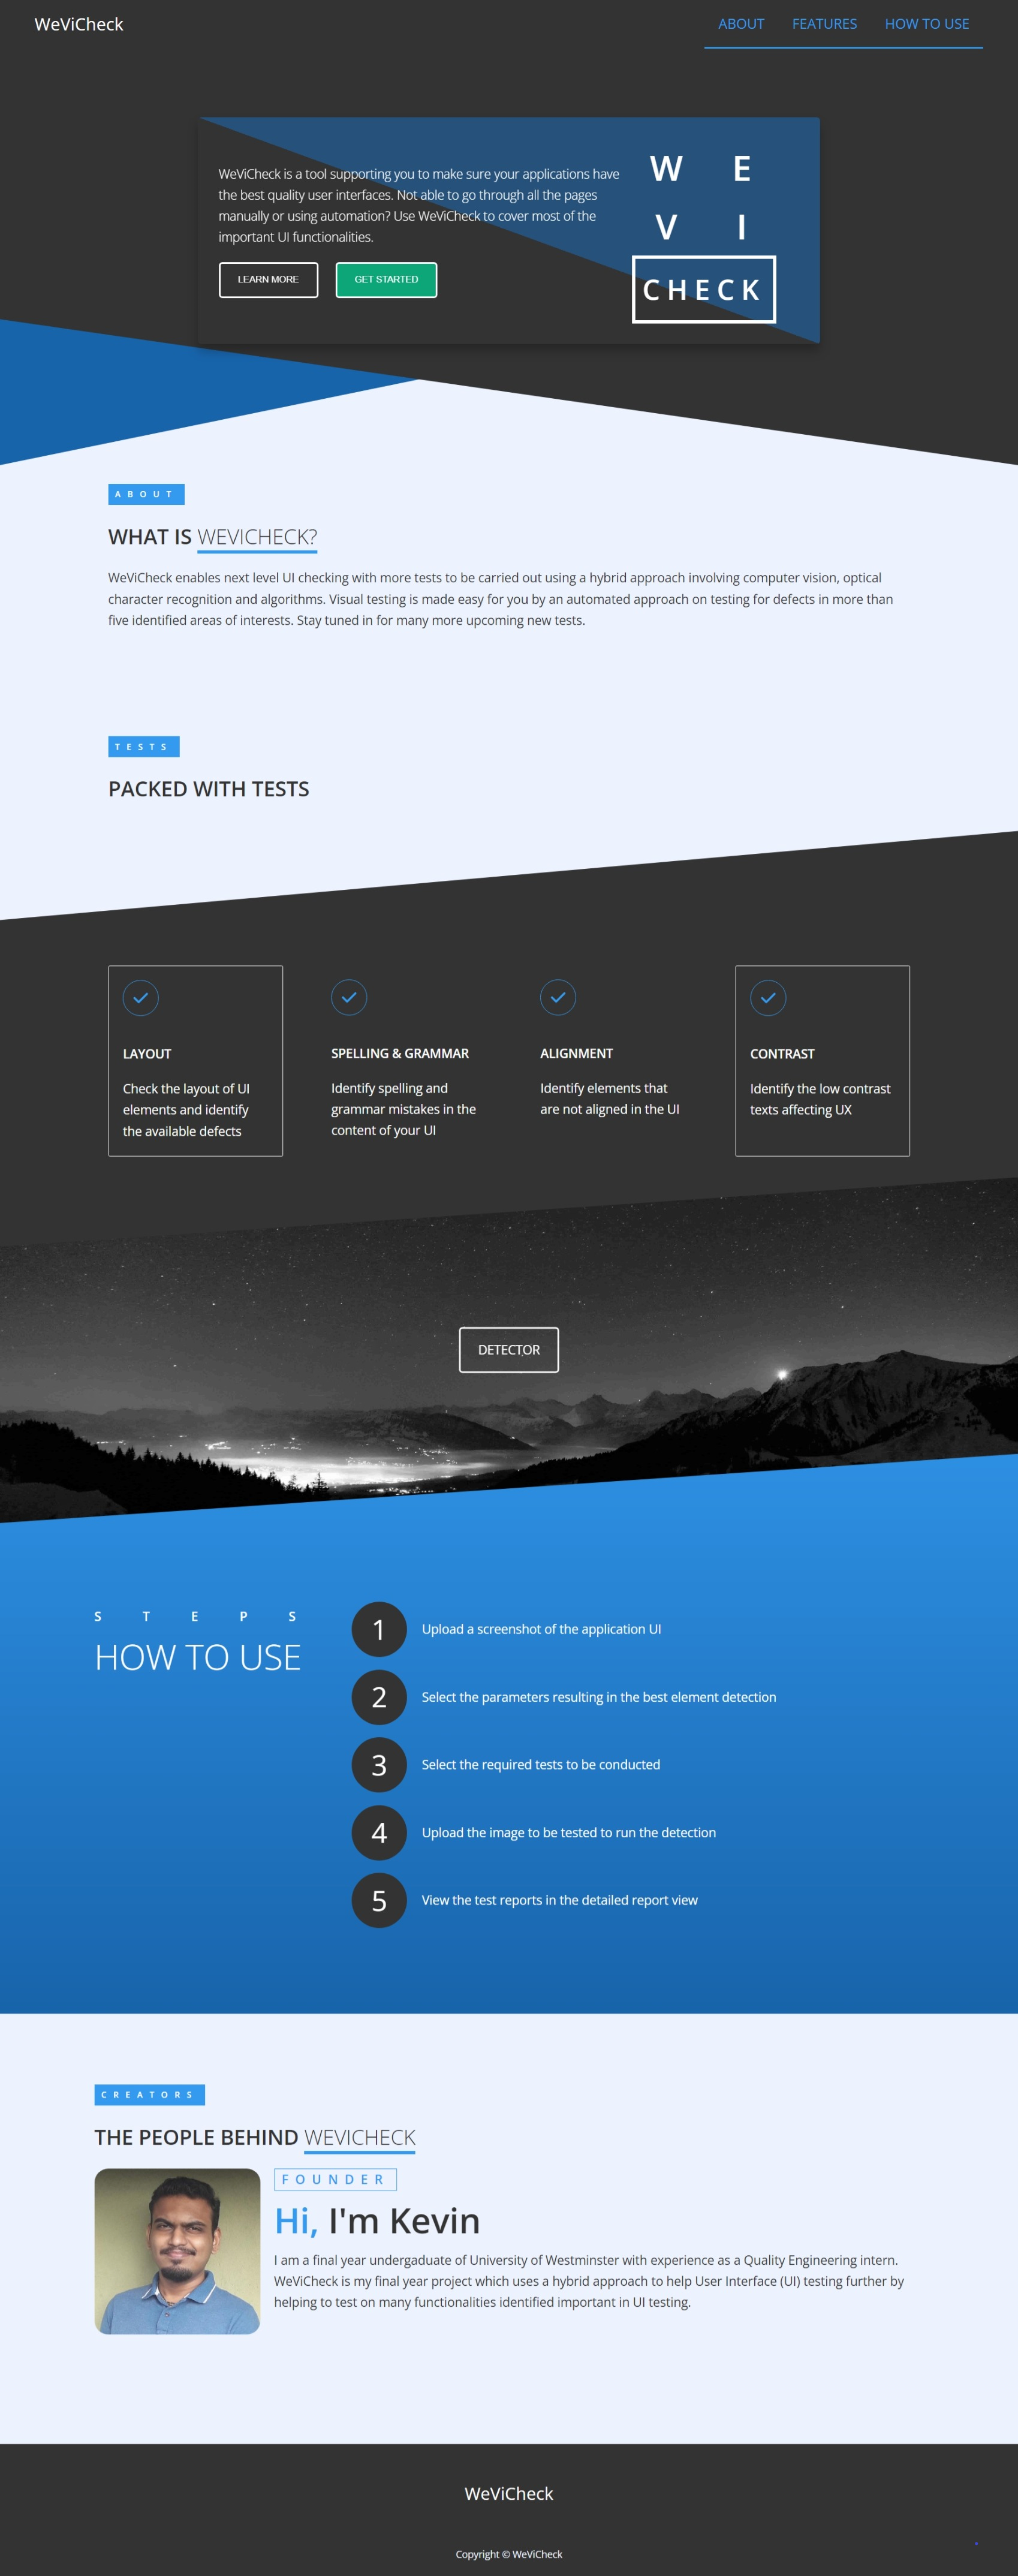 WeViCheck
ABOUT FEATURES HOW TO USE
WeViCheck is a tool supporting you to make sure your applications have
the best quality user interfaces. Not able to go through all the pages
manually or using automation? Use WeViCheck to cover most of the
important UI functionalities.
LEARN MORE
GET STARTED
W E
V I
CHECK
ABOUT
WHAT IS WEVICHECK?
WeViCheck enables next level UI checking with more tests to be carried out using a hybrid approach involving computer vision, optical
character recognition and algorithms. Visual testing is made easy for you by an automated approach on testing for defects in more than
five identified areas of interests. Stay tuned in for many more upcoming new tests.
TESTS
PACKED WITH TESTS
LAYOUT
Check the layout of UI
elements and identify
the available defects
SPELLING & GRAMMAR
Identify spelling and
grammar mistakes in the
content of your UI
ALIGNMENT
Identify elements that
are not aligned in the UI
CONTRAST
Identify the low contrast
texts affecting UX
DETECTOR
STEPS
HOW TO USE
1 Upload a screenshot of the application UI
2 Select the parameters resulting in the best element detection
3 Select the required tests to be conducted
4 Upload the image to be tested to run the detection
5 View the test reports in the detailed report view
CREATORS
THE PEOPLE BEHIND WEVICHECK
FOUNDER
Hi, I'm Kevin
I am a final year undergaduate of University of Westminster with experience as a Quality Engineering intern.
WeViCheck is my final year project which uses a hybrid approach to help User Interface (UI) testing further by
helping to test on many functionalities identified important in UI testing.
WeViCheck
Copyright © WeViCheck